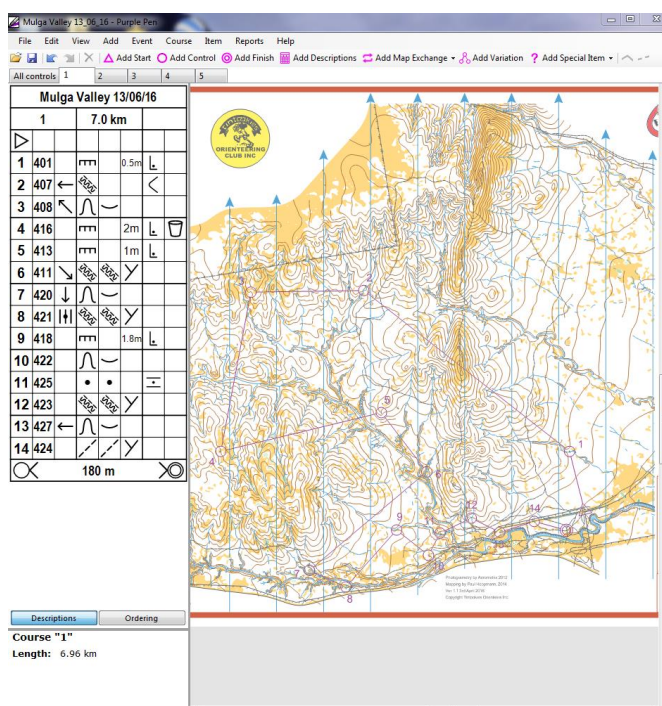 Mulga Valley 13_06_16 - Purple Pen
File Edit View Add Event Course Item Reports Help
Add Start Add Control Add Finish Add Descriptions Add Map Exchange Add Variation ? Add Special Item
All controls 1 2 3 4 5
Mulga Valley 13/06/16
1 7.0 km
1 401 0.5m
2 407
3 408
4 416 2m
5 413 1m
6 411
7 420
8 421
9 418 1.8m
10 422
11 425
12 423
13 427
14 424
180 m
ORIENTEERING
CLUB INC
2
5
1
4
6
12
14
9
7
10
8
Descriptions Ordering
Course "1"
Length: 6.96 km